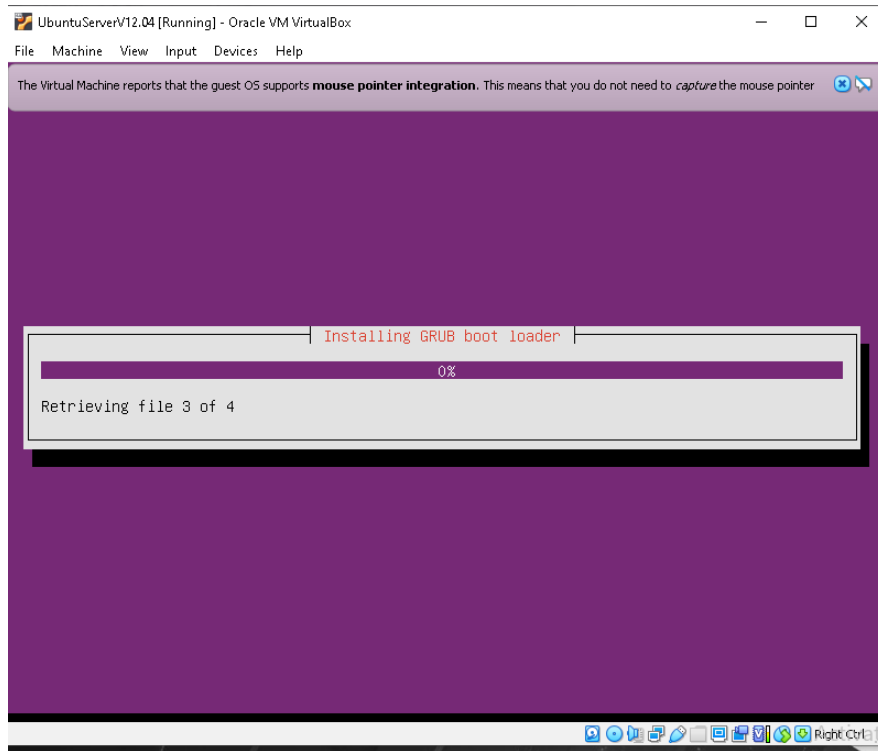 UbuntuServerV12.04 [Running] - Oracle VM VirtualBox
File Machine View Input Devices Help
The Virtual Machine reports that the guest OS supports mouse pointer integration. This means that you do not need to capture the mouse pointer
Installing GRUB boot loader
0%
Retrieving file 3 of 4
Right Ctrl